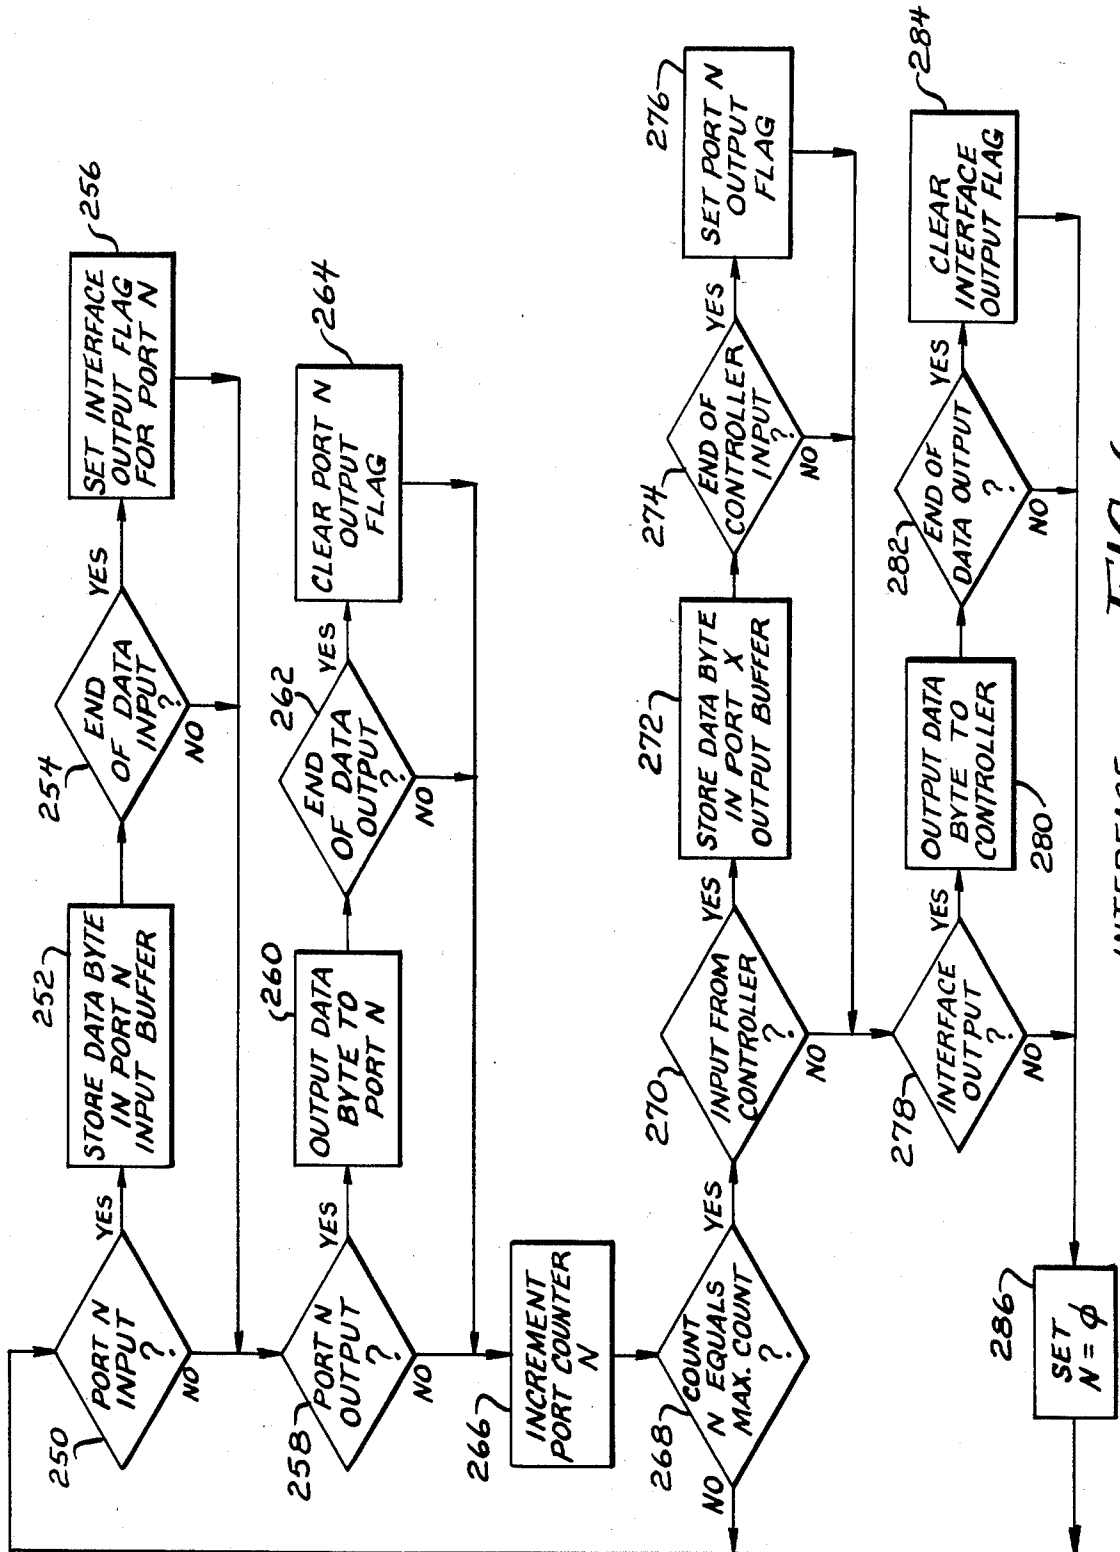 250
PORT N
INPUT
?
YES
NO
252
STORE DATA BYTE
IN PORT N
INPUT BUFFER
254
END
OF DATA
INPUT
?
YES
NO
256
SET INTERFACE
OUTPUT FLAG
FOR PORT N
258
PORT N
OUTPUT
?
YES
NO
260
OUTPUT DATA
BYTE TO
PORT N
262
END
OF DATA
OUTPUT
?
YES
NO
264
CLEAR PORT N
OUTPUT
FLAG
266
INCREMENT
PORT COUNTER
N
268
COUNT
N EQUALS
MAX. COUNT
?
NO
YES
270
INPUT FROM
CONTROLLER
?
YES
NO
272
STORE DATA BYTE
IN PORT X
OUTPUT BUFFER
274
END OF
CONTROLLER
INPUT
?
YES
NO
276
SET PORT N
OUTPUT
FLAG
278
INTERFACE
OUTPUT
?
YES
NO
280
OUTPUT DATA
BYTE TO
CONTROLLER
282
END OF
DATA OUTPUT
?
YES
NO
284
CLEAR
INTERFACE
OUTPUT FLAG
286
SET
N = ϕ
INTERFACE
FIG.